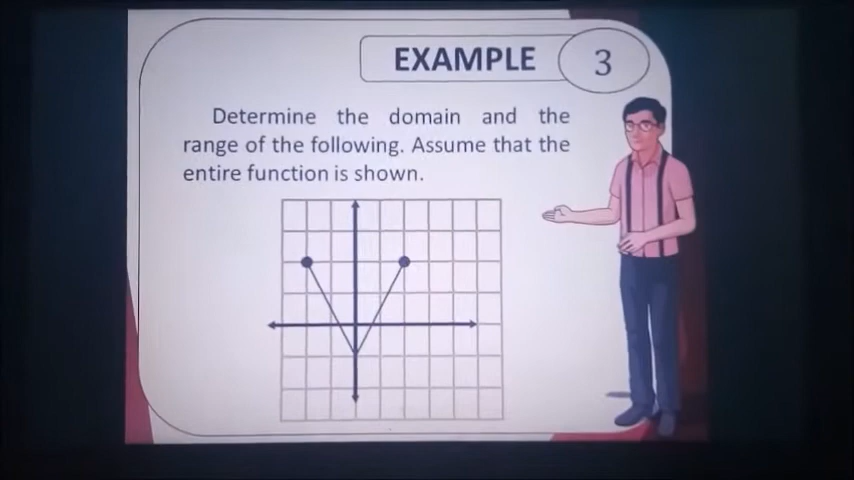 EXAMPLE 3
Determine the domain and the
range of the following. Assume that the
entire function is shown.